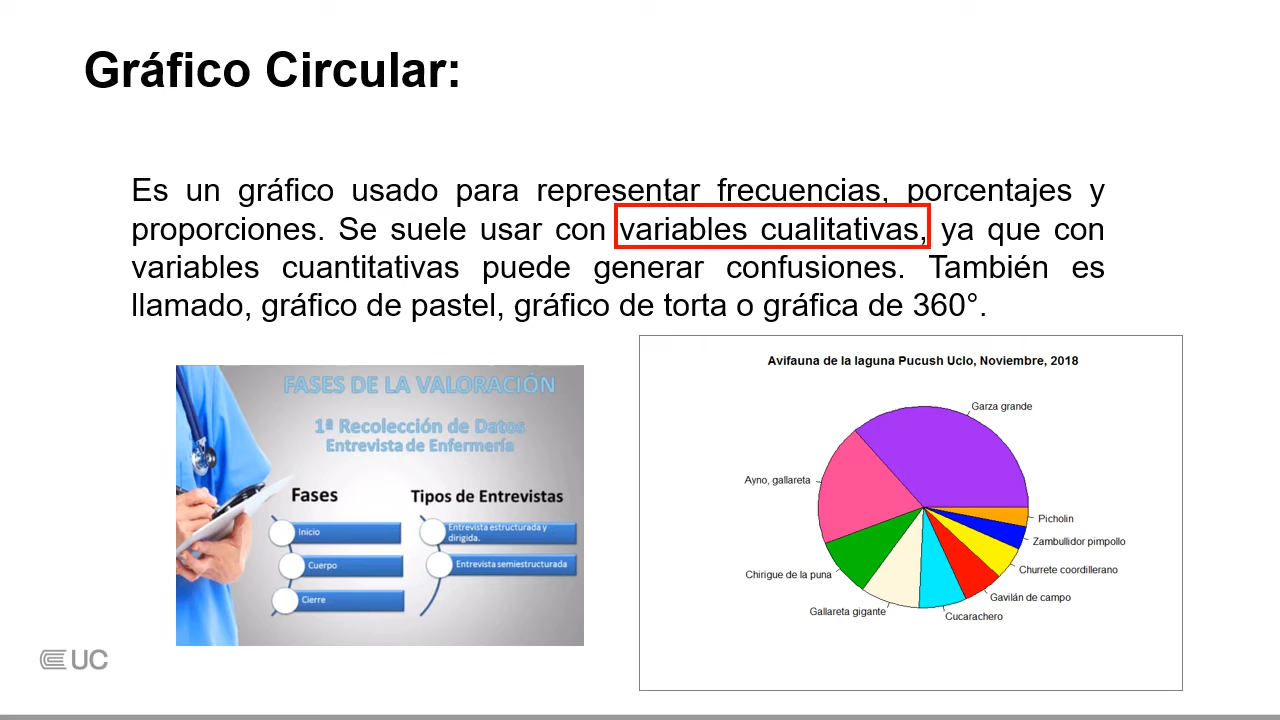 Gráfico Circular:
Es un gráfico usado para representar frecuencias, porcentajes y
proporciones. Se suele usar con variables cualitativas, ya que con
variables cuantitativas puede generar confusiones. También es
llamado, gráfico de pastel, gráfico de torta o gráfica de 360°.
FASES DE LA VALORACIÓN
1ª Recolección de Datos
Entrevista de Enfermería
Fases
Inicio
Cuerpo
Cierre
Tipos de Entrevistas
Entrevista estructurada y
dirigida.
Entrevista semiestructurada
Avifauna de la laguna Pucush Uclo, Noviembre, 2018
Garza grande
Ayno, gallareta
Chirigue de la puna
Gallareta gigante
Cucarachero
Gavilán de campo
Churrete coordillerano
Zambullidor pimpollo
Picholin
UC